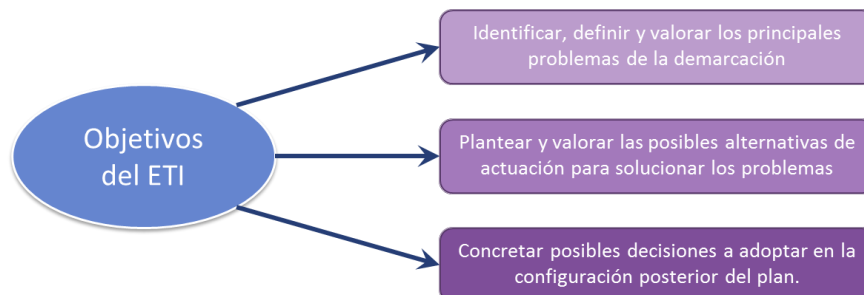 Objetivos
del ETI
Identificar, definir y valorar los principales
problemas de la demarcación
Plantear y valorar las posibles alternativas de
actuación para solucionar los problemas
Concretar posibles decisiones a adoptar en la
configuración posterior del plan.